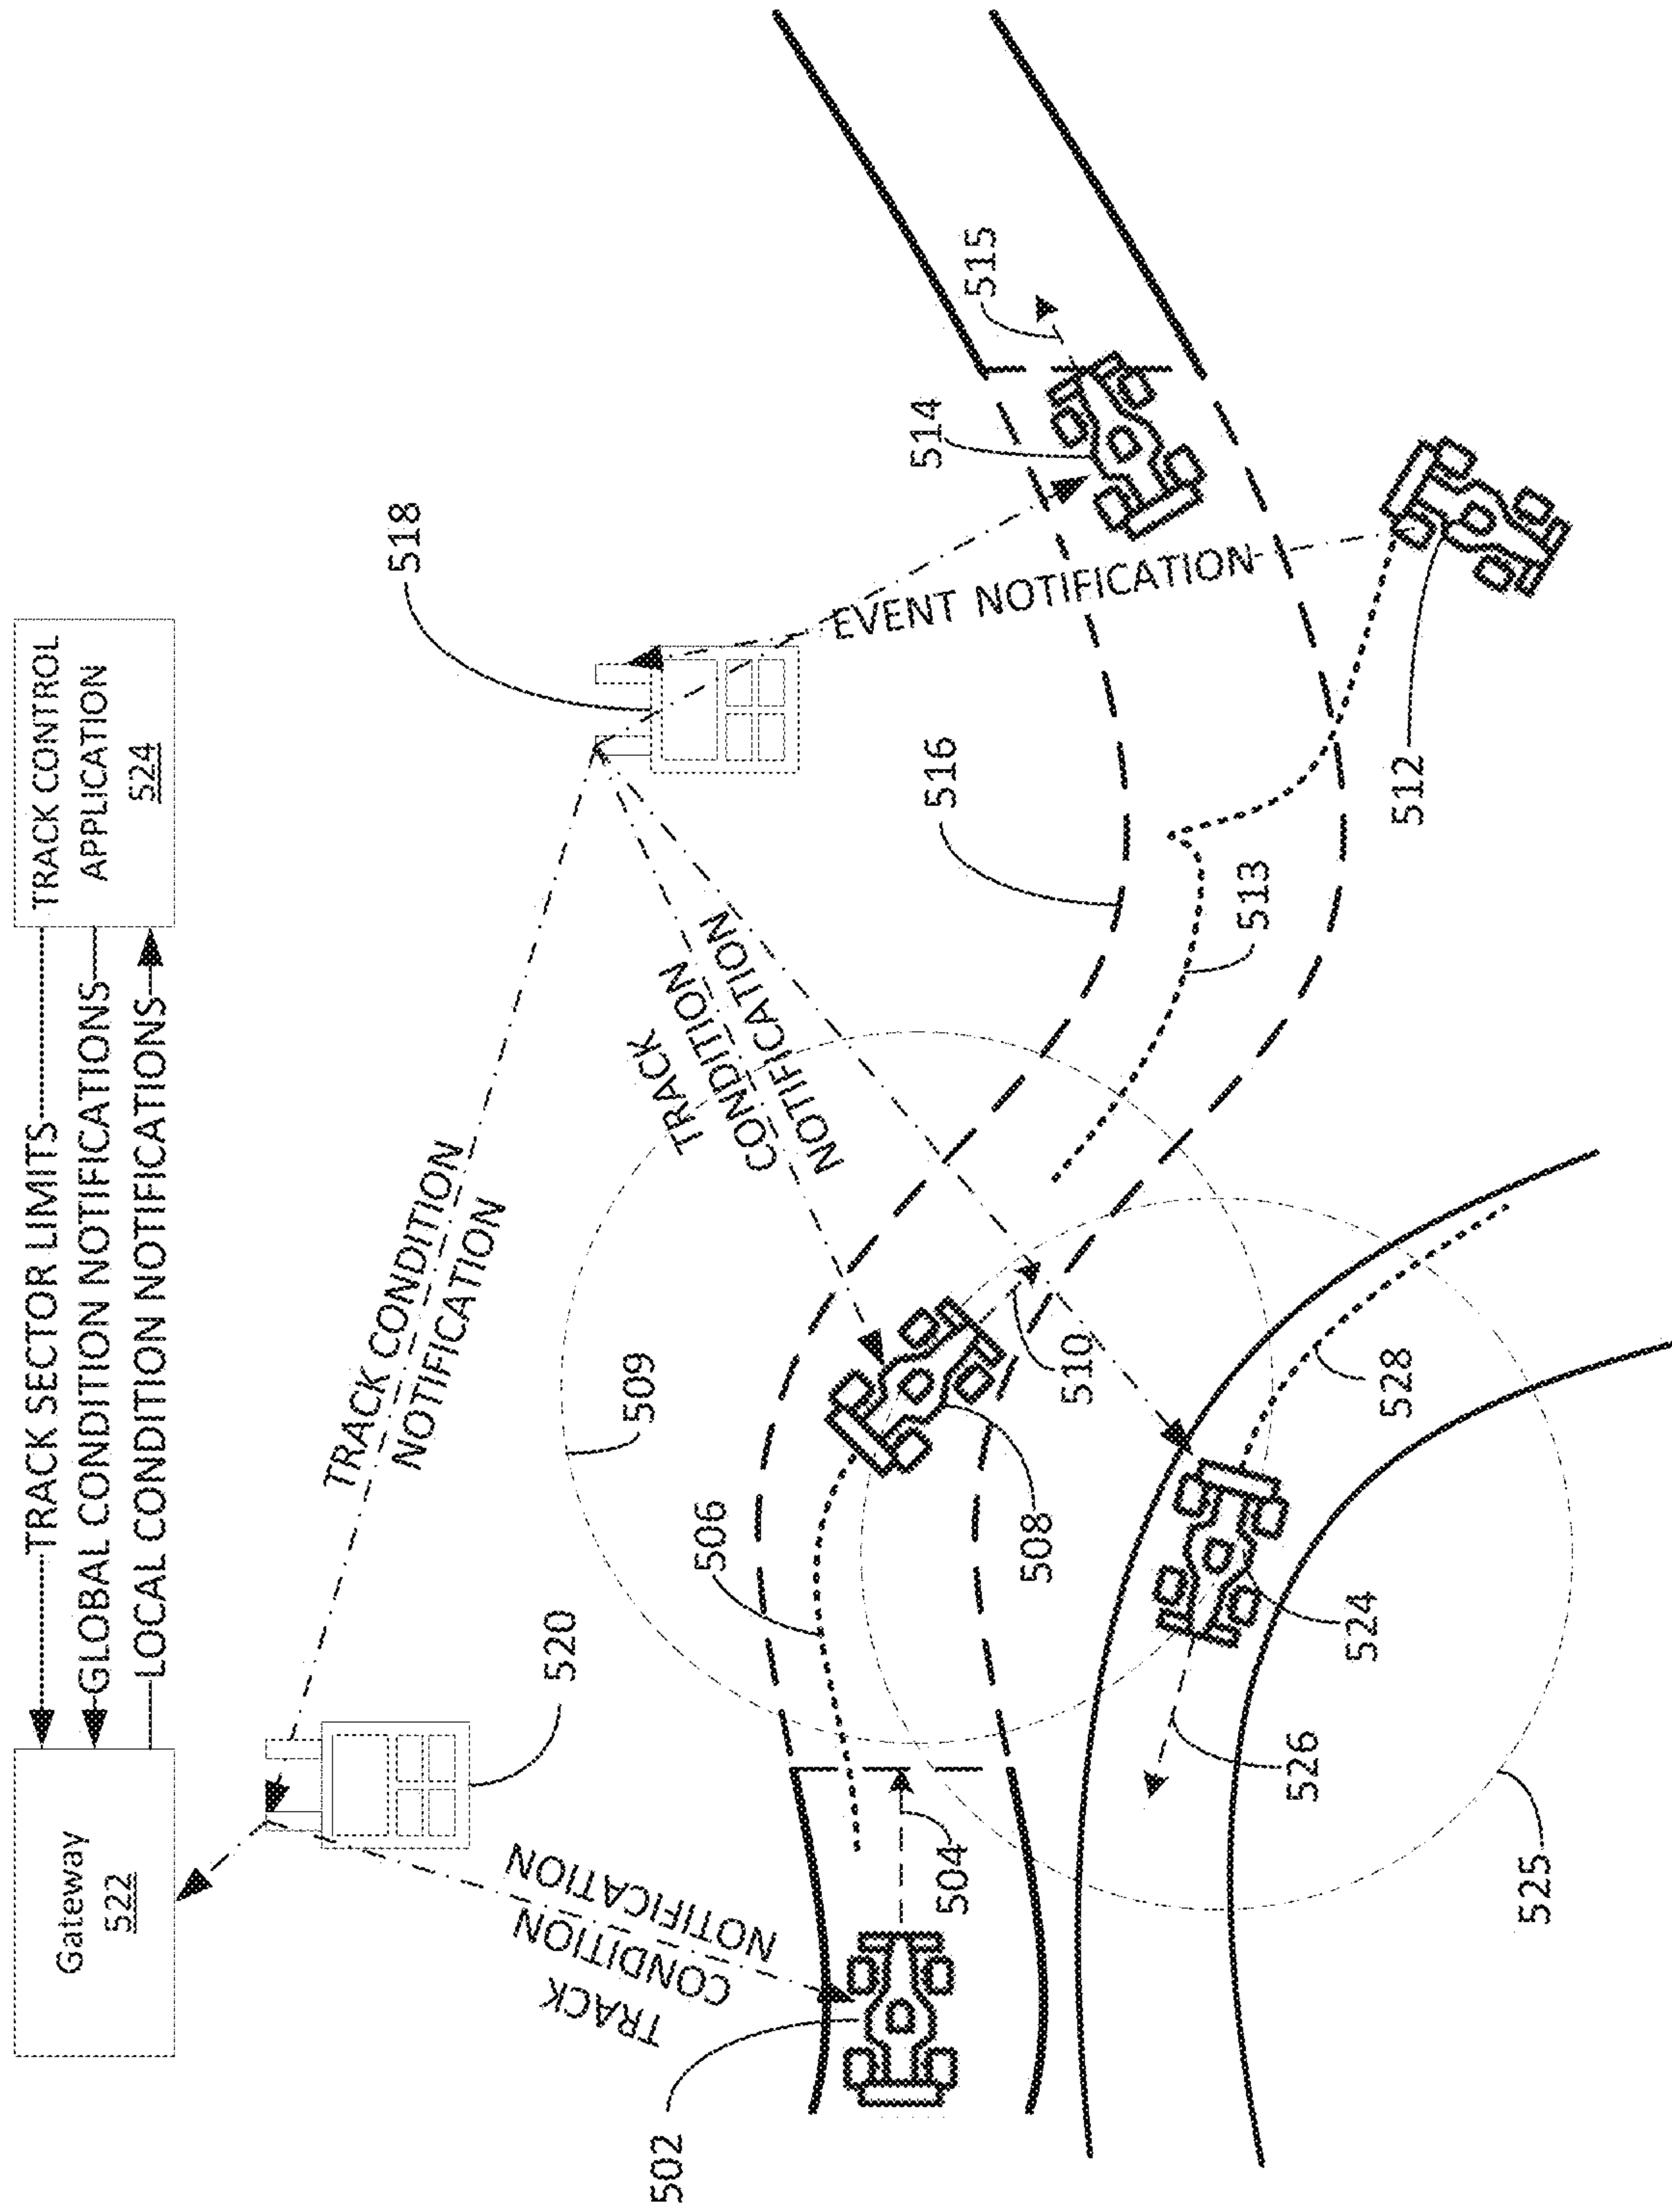 Gateway
522
TRACK SECTOR LIMITS
GLOBAL CONDITION NOTIFICATIONS
LOCAL CONDITION NOTIFICATIONS
TRACK CONTROL
APPLICATION
524
518
520
TRACK CONDITION
NOTIFICATION
TRACK
CONDITION
NOTIFICATION
TRACK
CONDITION
NOTIFICATION
EVENT NOTIFICATION
502
504
506
508
509
510
516
513
512
514
515
524
526
528
525